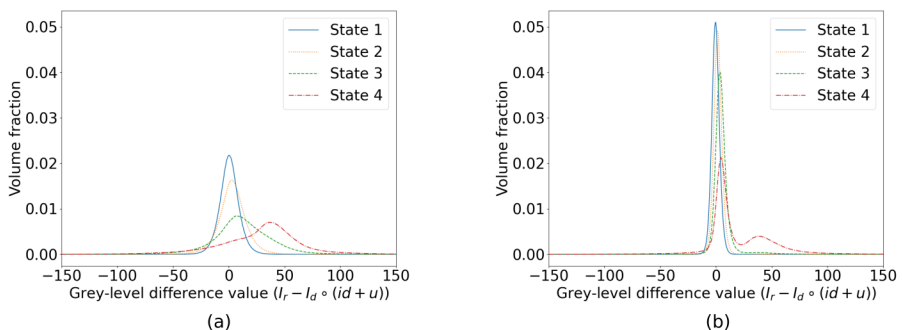 0.05
0.04
0.03
0.02
0.01
0.00
Volume fraction
State 1
State 2
State 3
State 4
−150 −100 −50 0 50 100 150
Grey-level difference value (I_r − I_d ∘ (id + u))
(a)
0.05
0.04
0.03
0.02
0.01
0.00
Volume fraction
State 1
State 2
State 3
State 4
−150 −100 −50 0 50 100 150
Grey-level difference value (I_r − I_d ∘ (id + u))
(b)